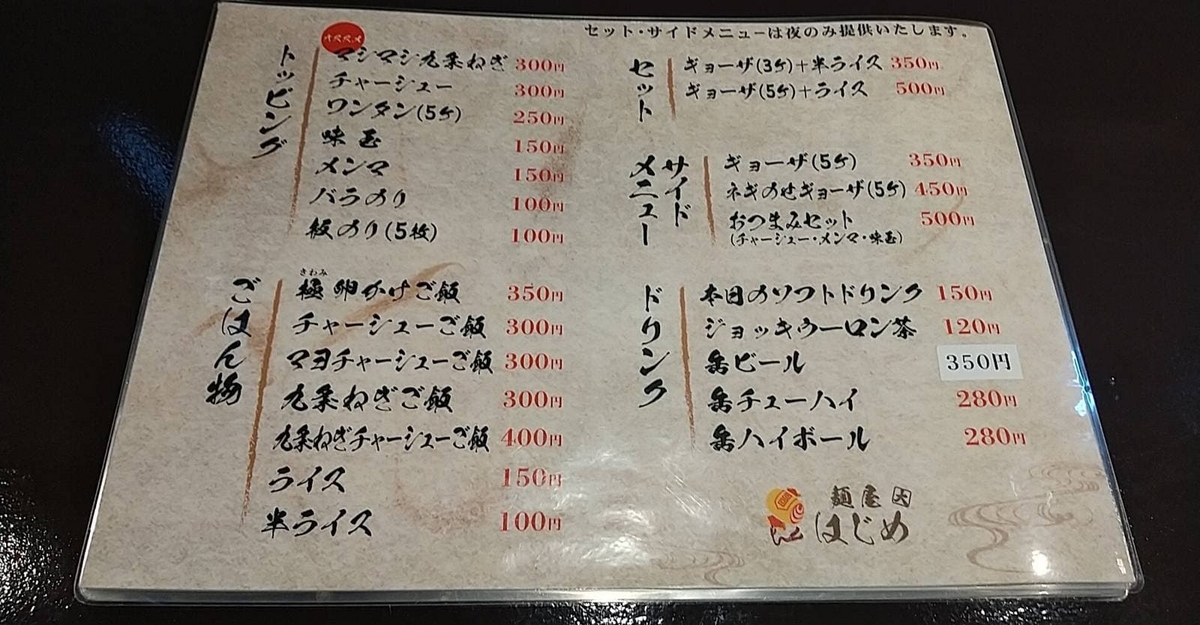 セット・サイドメニューは夜のみ提供いたします。
トッピング
マシマシ九条ねぎ 300円
チャーシュー 300円
ワンタン(5ケ) 250円
味玉 150円
メンマ 150円
バラのり 100円
板のり(5枚) 100円
ごはん物
きわみ
極 卵かけご飯 350円
チャーシューご飯 300円
マヨチャーシューご飯 300円
九条ねぎご飯 300円
九条ねぎチャーシューご飯 400円
ライス 150円
半ライス 100円
セット
ギョーザ(3ケ)+半ライス 350円
ギョーザ(5ケ)+ライス 500円
サイド
メニュー
ギョーザ(5ケ) 350円
ネギのせギョーザ(5ケ) 450円
おつまみセット 500円
(チャーシュー・メンマ・味玉)
ドリンク
本日のソフトドリンク 150円
ジョッキウーロン茶 120円
缶ビール 350円
缶チューハイ 280円
缶ハイボール 280円
麺屋
はじめ